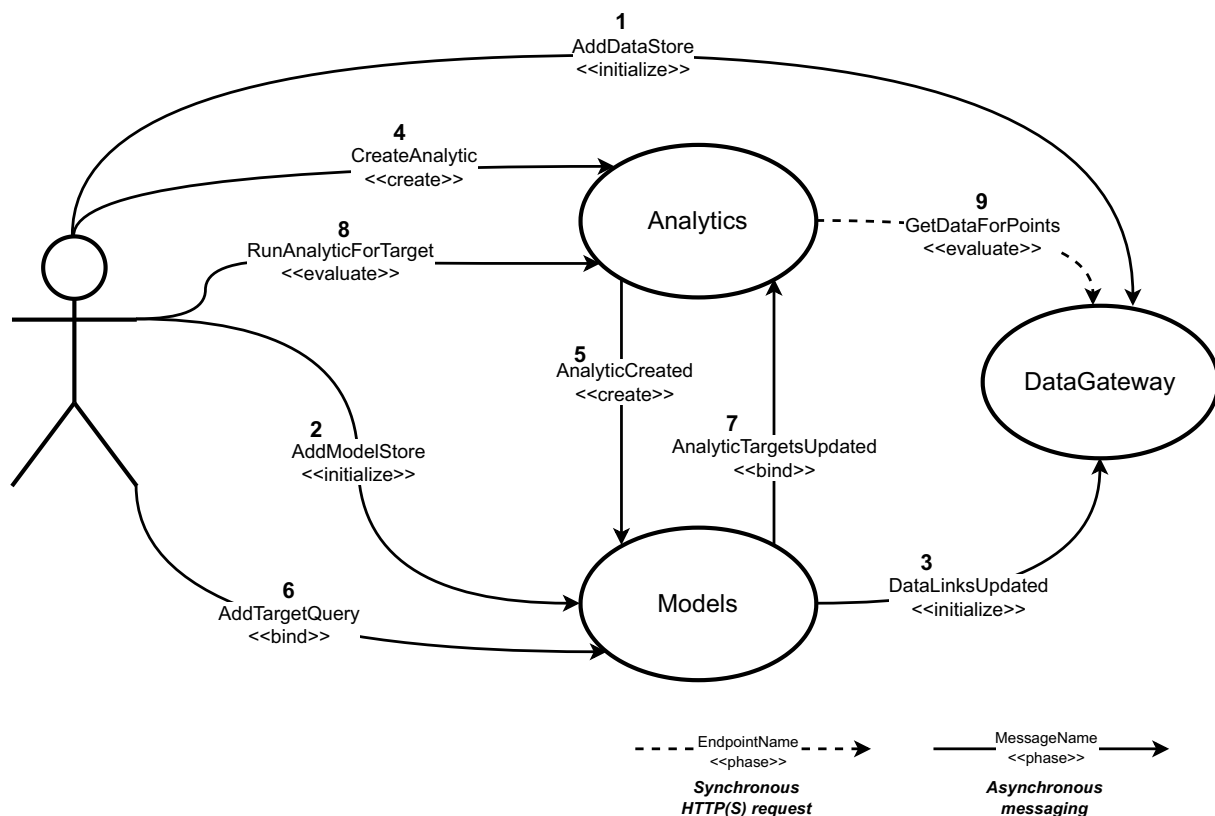 1
AddDataStore
<<initialize>>
4
CreateAnalytic
<<create>>
8
RunAnalyticForTarget
<<evaluate>>
Analytics
9
GetDataForPoints
<<evaluate>>
5
AnalyticCreated
<<create>>
DataGateway
2
AddModelStore
<<initialize>>
7
AnalyticTargetsUpdated
<<bind>>
6
AddTargetQuery
<<bind>>
Models
3
DataLinksUpdated
<<initialize>>
EndpointName
<<phase>>
Synchronous
HTTP(S) request
MessageName
<<phase>>
Asynchronous
messaging